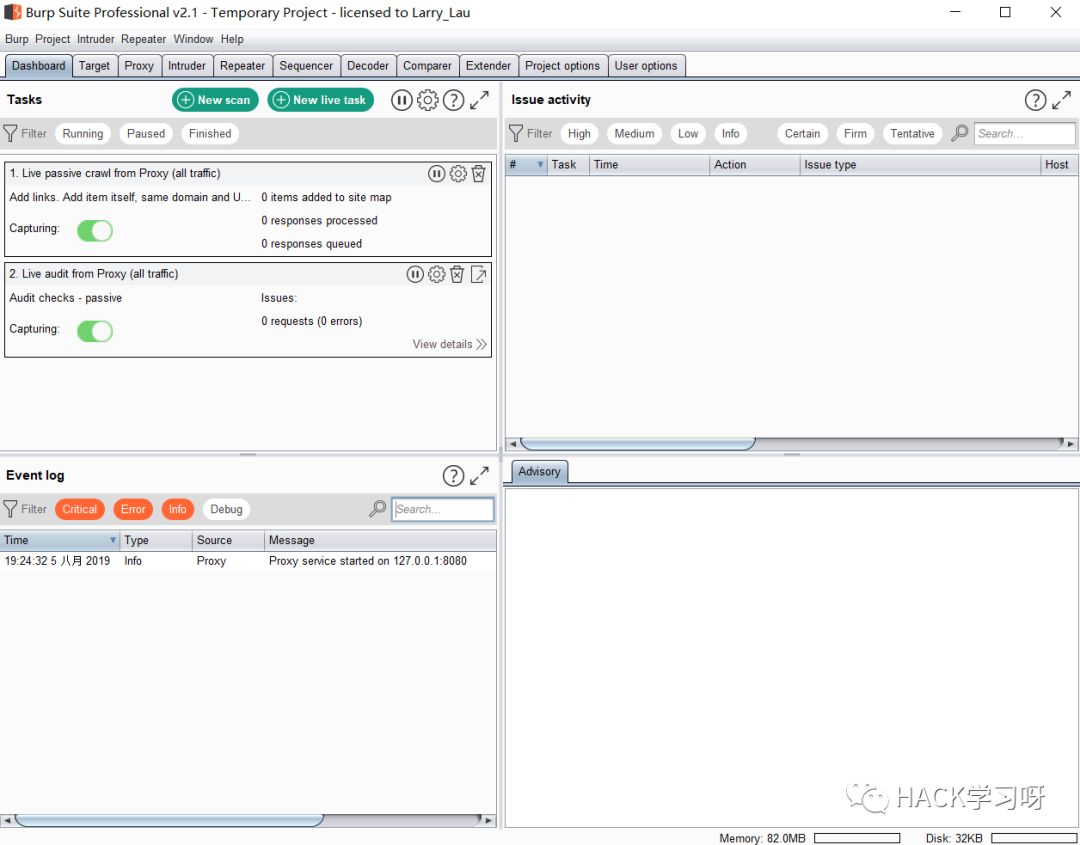 Burp Suite Professional v2.1 - Temporary Project - licensed to Larry_Lau
Burp Project Intruder Repeater Window Help
Dashboard Target Proxy Intruder Repeater Sequencer Decoder Comparer Extender Project options User options
Tasks New scan New live task
Filter Running Paused Finished
1. Live passive crawl from Proxy (all traffic)
Add links. Add item itself, same domain and U... 0 items added to site map
0 responses processed
Capturing:
0 responses queued
2. Live audit from Proxy (all traffic)
Audit checks - passive Issues:
Capturing: 0 requests (0 errors)
View details
Issue activity
Filter High Medium Low Info Certain Firm Tentative Search...
# Task Time Action Issue type Host
Event log
Filter Critical Error Info Debug Search...
Time Type Source Message
19:24:32 5 八月 2019 Info Proxy Proxy service started on 127.0.0.1:8080
Advisory
HACK学习呀
Memory: 82.0MB Disk: 32KB